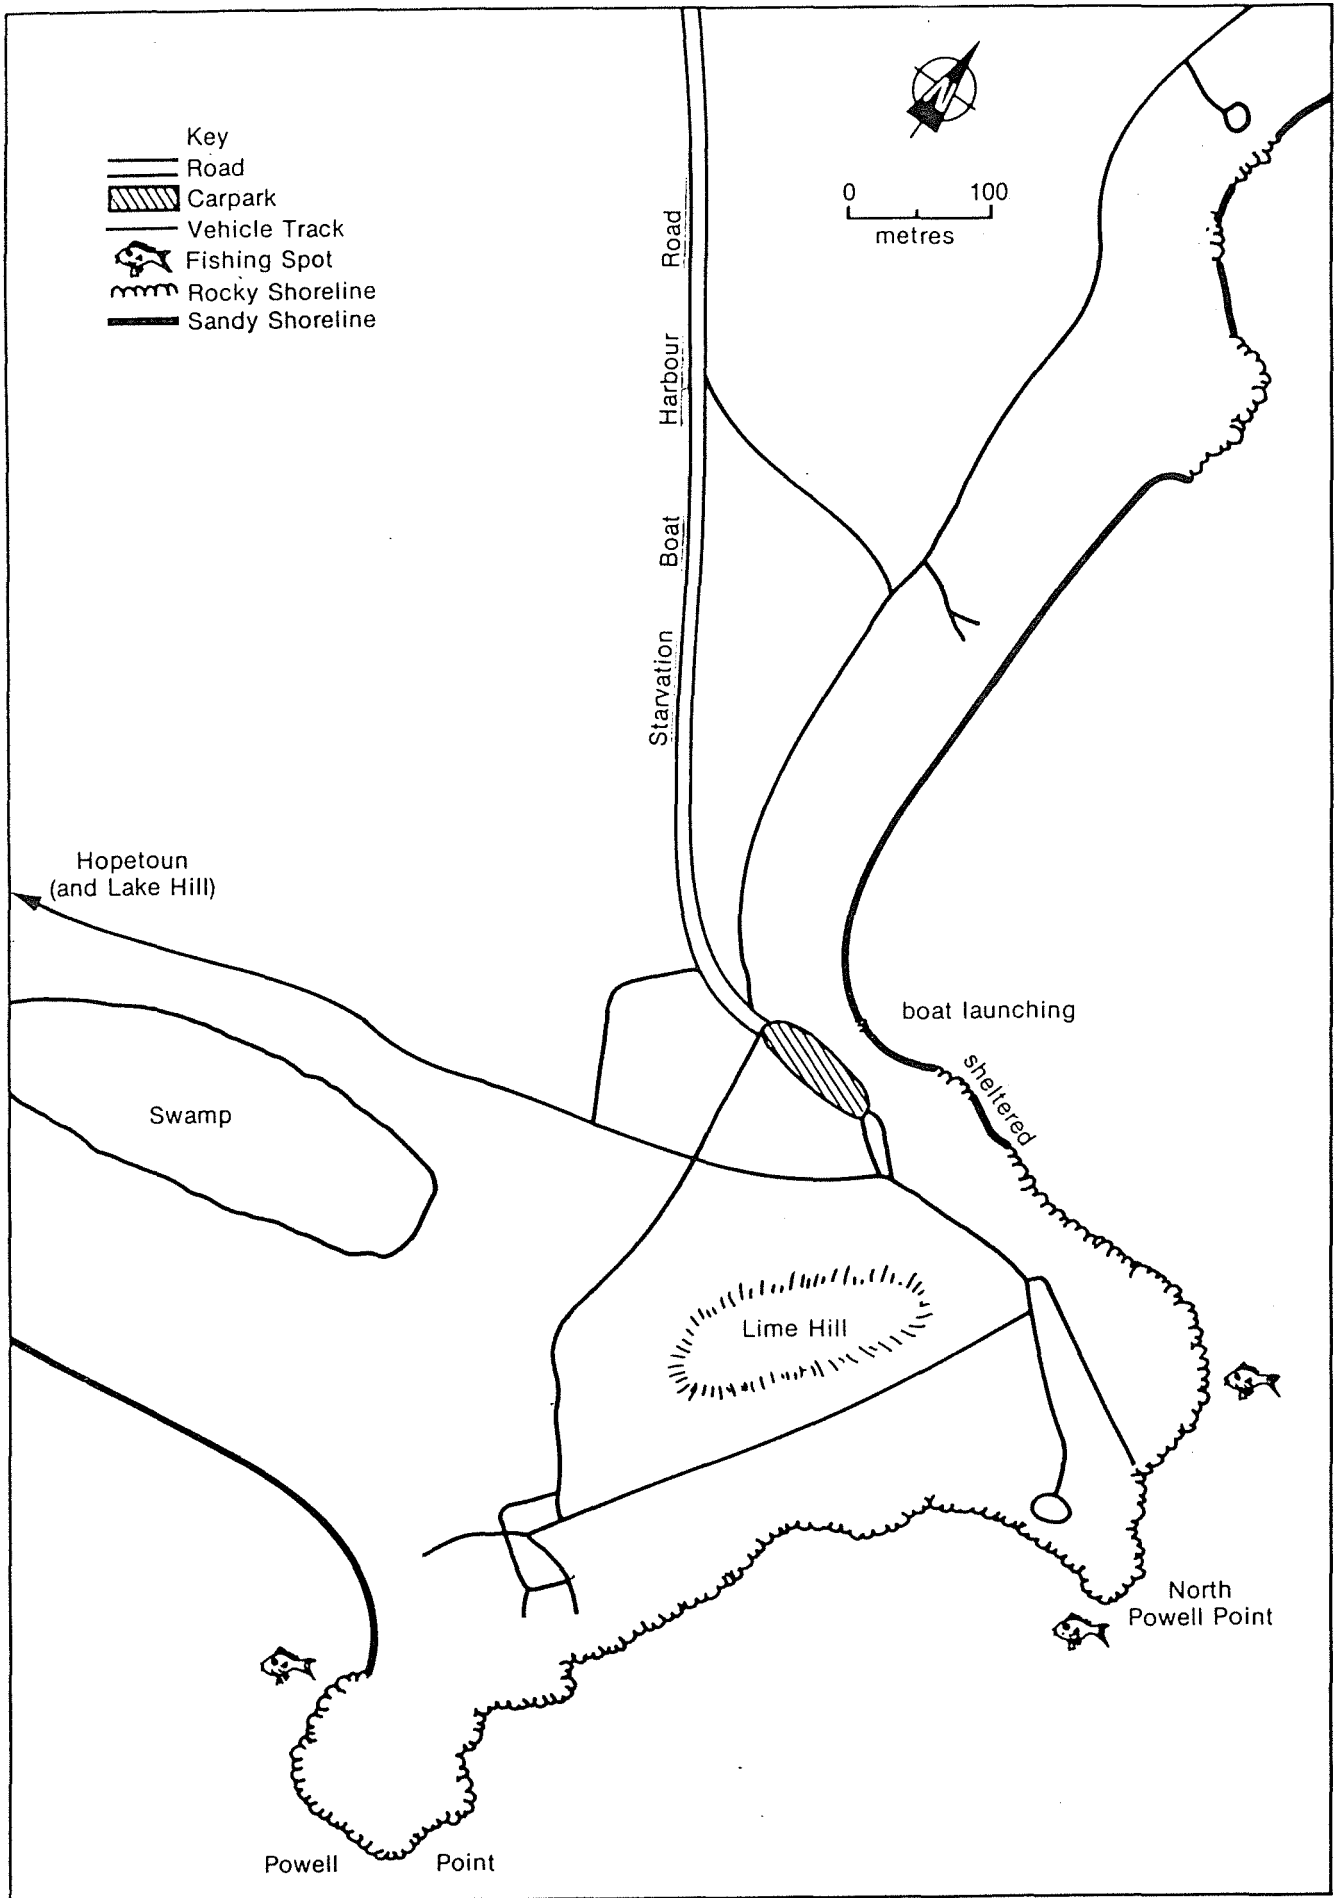 Key
Road
Carpark
Vehicle Track
Fishing Spot
Rocky Shoreline
Sandy Shoreline
N
0 100
metres
Starvation Boat Harbour Road
Hopetoun
(and Lake Hill)
Swamp
boat launching
sheltered
Lime Hill
North
Powell Point
Powell Point